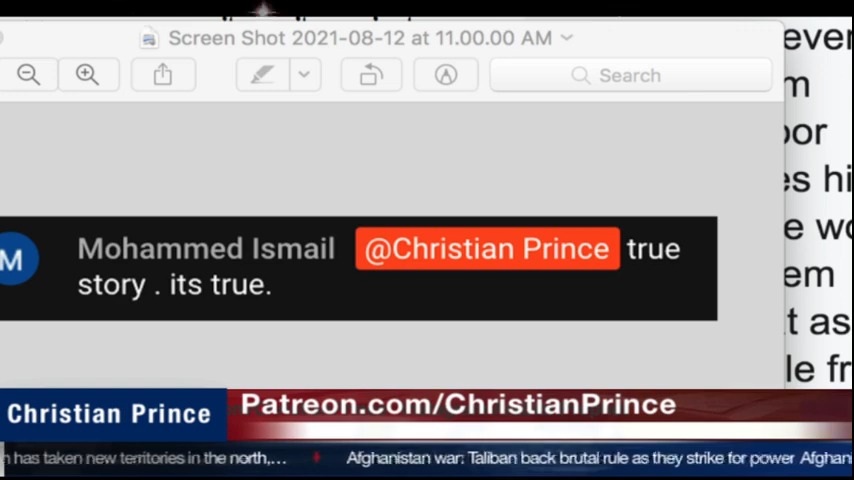 Screen Shot 2021-08-12 at 11.00.00 AM
Search
Mohammed Ismail @Christian Prince true
story . its true.
M
Christian Prince
Patreon.com/ChristianPrince
has taken new territories in the north,... Afghanistan war: Taliban back brutal rule as they strike for power